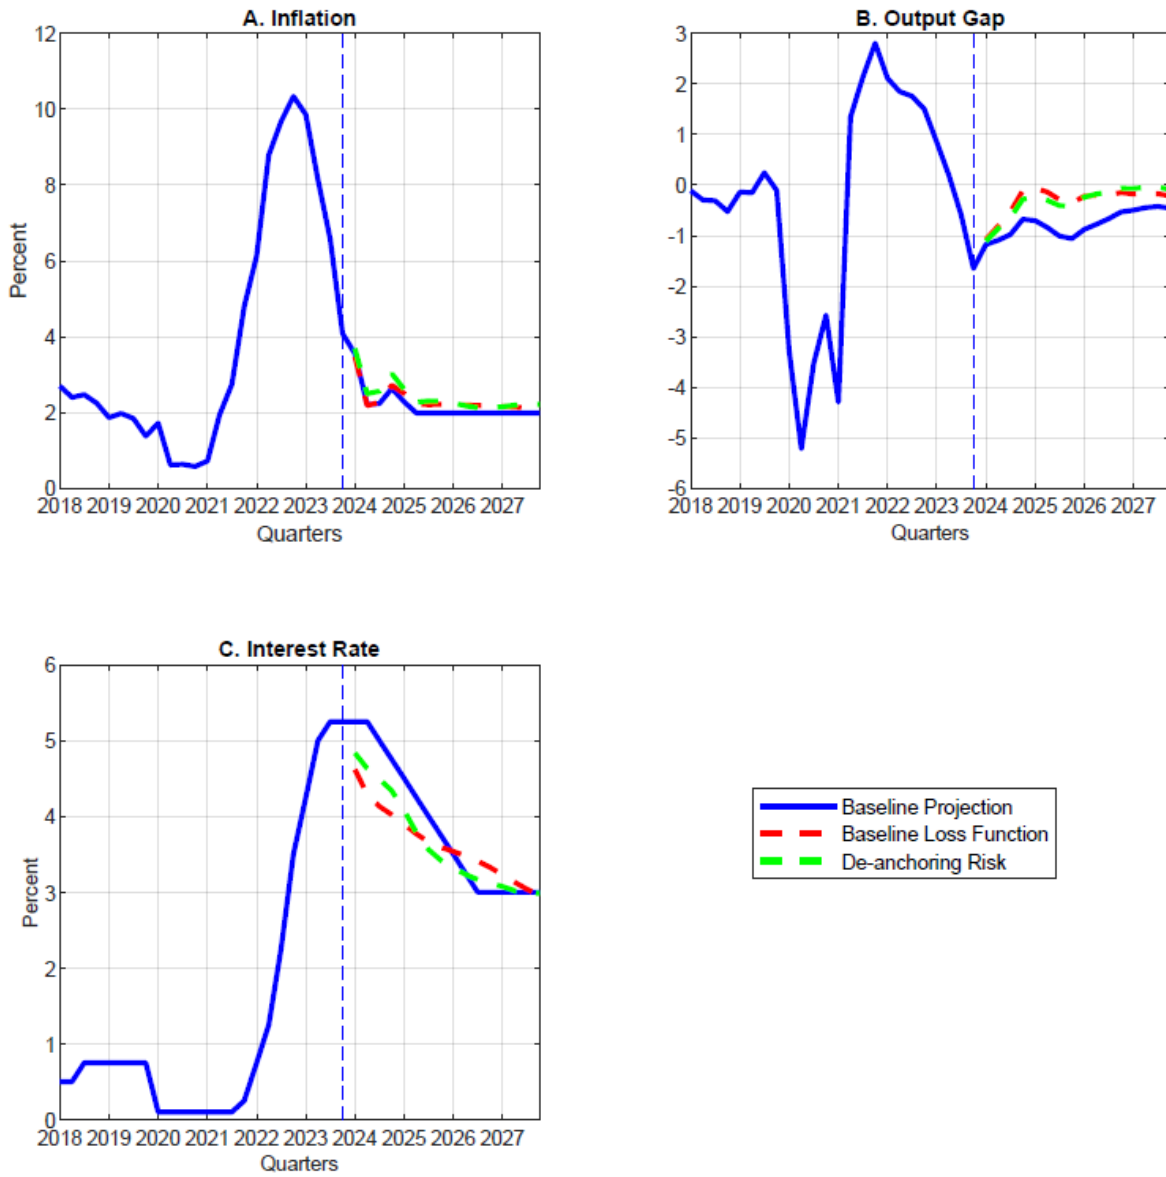 A. Inflation
12
10
8
6
4
2
0
Percent
2018 2019 2020 2021 2022 2023 2024 2025 2026 2027
Quarters
B. Output Gap
3
2
1
0
-1
-2
-3
-4
-5
-6
2018 2019 2020 2021 2022 2023 2024 2025 2026 2027
Quarters
C. Interest Rate
6
5
4
3
2
1
0
Percent
2018 2019 2020 2021 2022 2023 2024 2025 2026 2027
Quarters
Baseline Projection
Baseline Loss Function
De-anchoring Risk